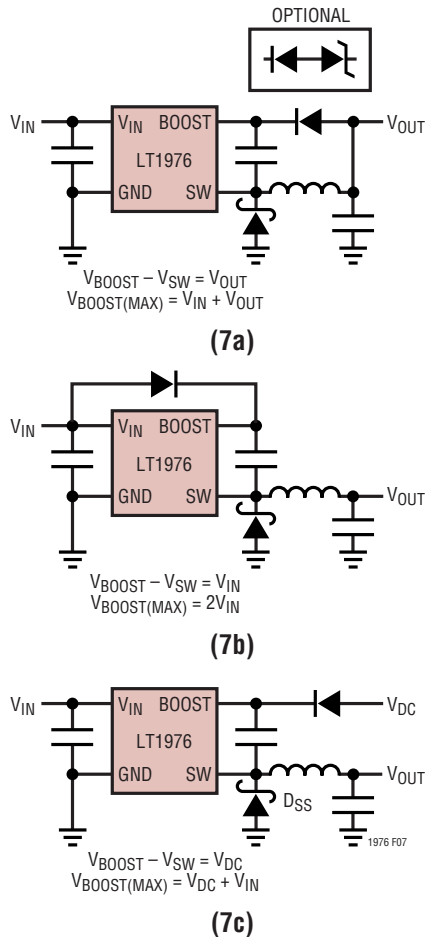 OPTIONAL
V_IN V_IN BOOST V_OUT
LT1976
GND SW
V_BOOST – V_SW = V_OUT
V_BOOST(MAX) = V_IN + V_OUT
(7a)
V_IN V_IN BOOST
LT1976
GND SW V_OUT
V_BOOST – V_SW = V_IN
V_BOOST(MAX) = 2V_IN
(7b)
V_IN V_IN BOOST V_DC
LT1976
GND SW V_OUT
D_SS
1976 F07
V_BOOST – V_SW = V_DC
V_BOOST(MAX) = V_DC + V_IN
(7c)